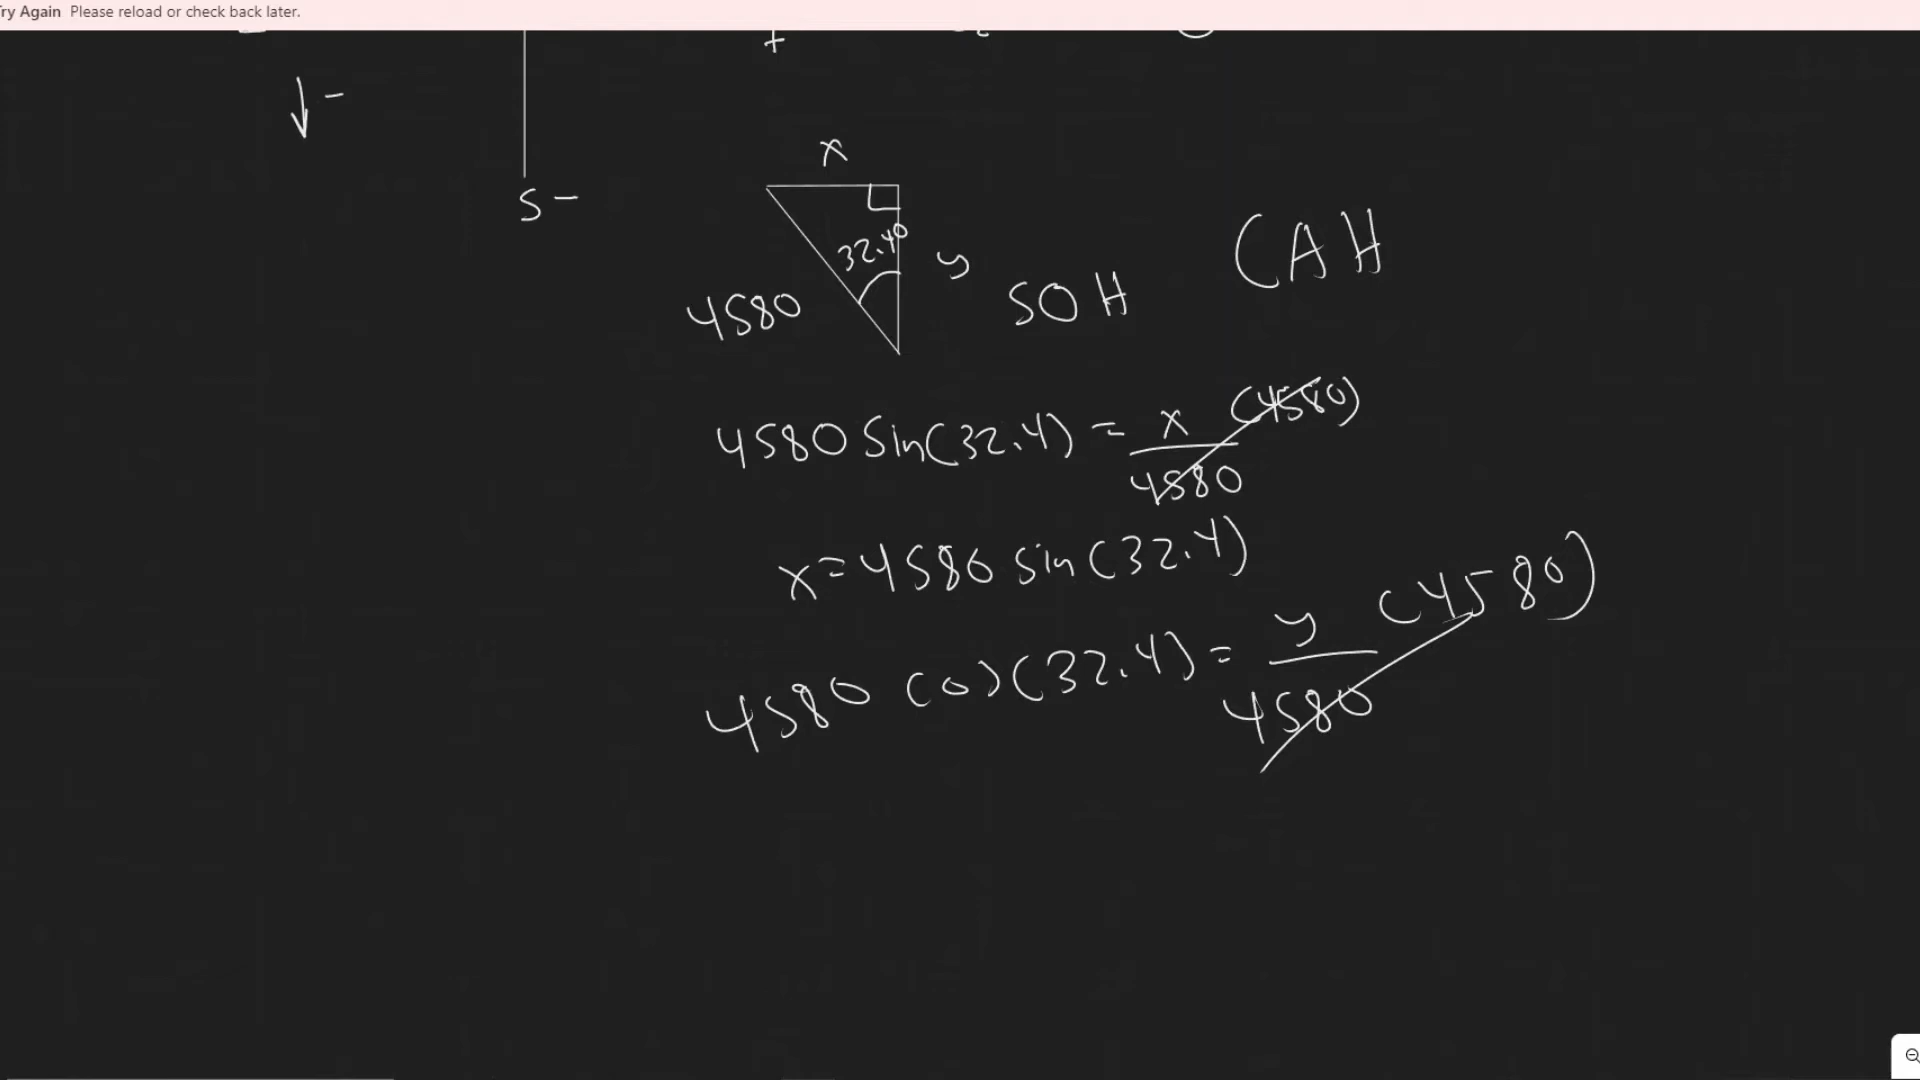 Try Again Please reload or check back later.
+
-
x
S -
32.4°
y
CAH
4580
SOH
4580 Sin(32.4) = x/4580 (4580)
x = 4580 sin(32.4)
4580 cos(32.4) = y/4580 (4580)